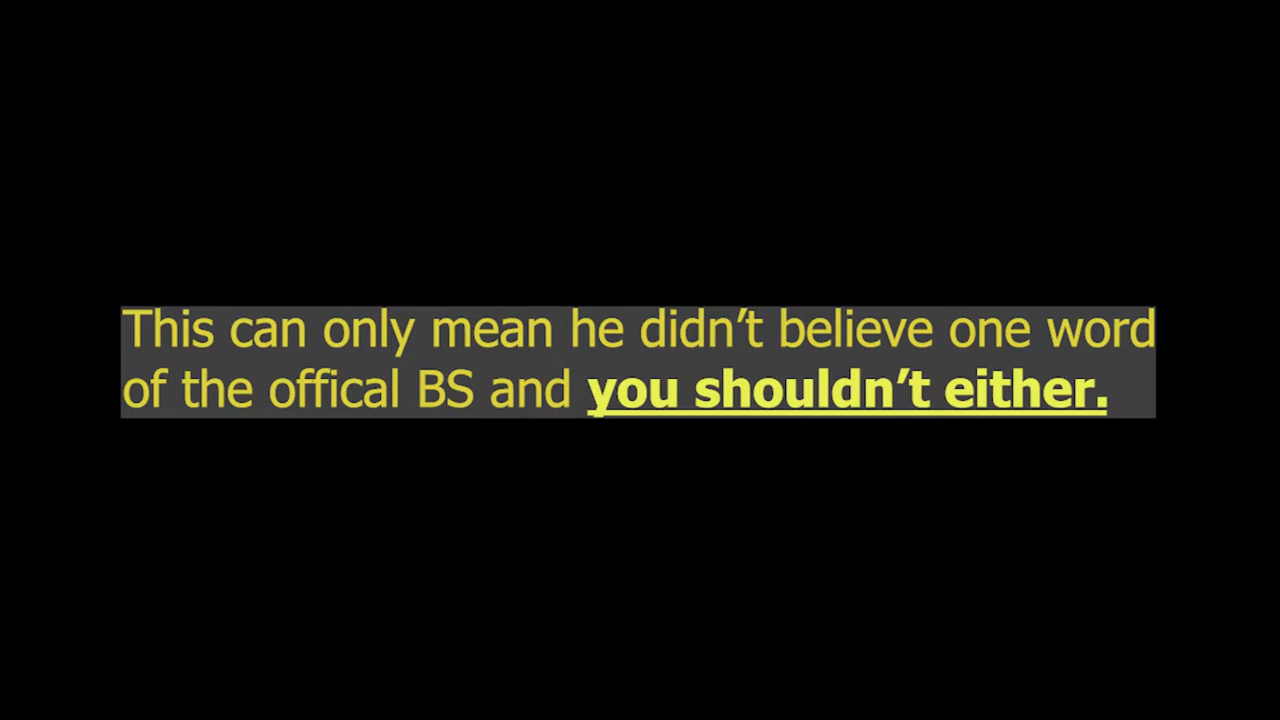 This can only mean he didn’t believe one word
of the offical BS and you shouldn’t either.